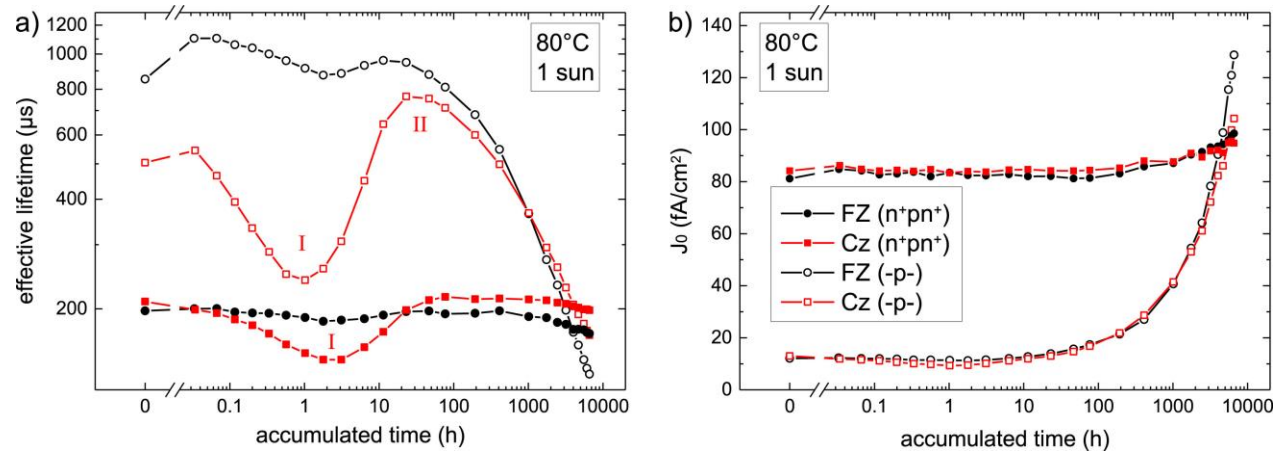 a)
1100
1000
800
600
400
200
effective lifetime (µs)
80°C
1 sun
I
II
I
0
0.1
1
10
100
1000
10000
accumulated time (h)
b)
140
120
100
80
60
40
20
0
J₀ (fA/cm²)
80°C
1 sun
FZ (n⁺pn⁺)
Cz (n⁺pn⁺)
FZ (-p-)
Cz (-p-)
0
0.1
1
10
100
1000
10000
accumulated time (h)